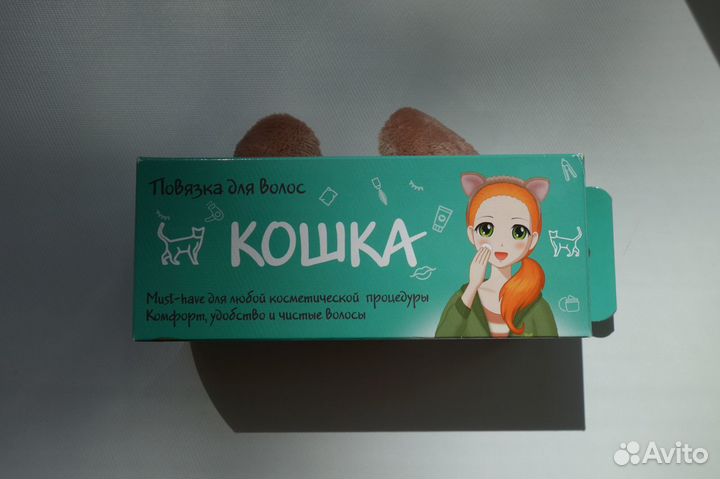 Повязка для волос
КОШКА
Must-have для любой косметической процедуры
Комфорт, удобство и чистые волосы
Avito